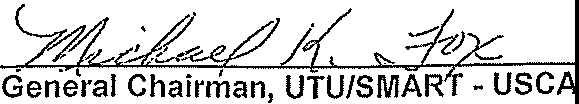 Michael K. Fox
General Chairman, UTU/SMART - USCA